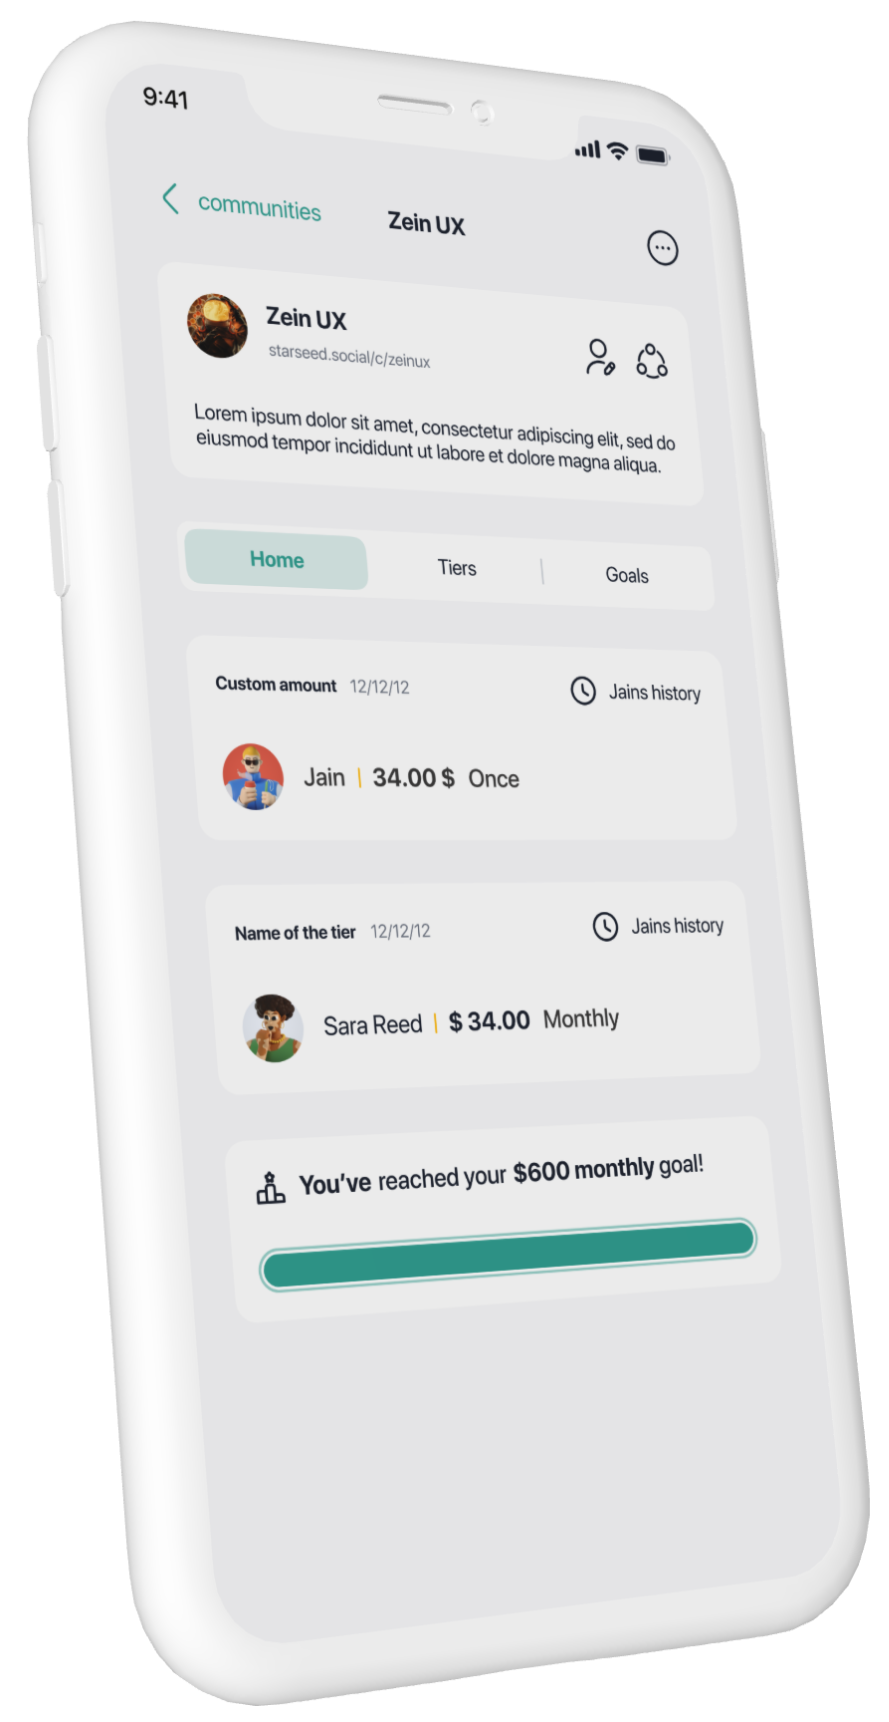 9:41
communities
Zein UX
Zein UX
starseed.social/c/zeinux
Lorem ipsum dolor sit amet, consectetur adipiscing elit, sed do
eiusmod tempor incididunt ut labore et dolore magna aliqua.
Home Tiers Goals
Custom amount 12/12/12 Jains history
Jain 34.00 $ Once
Name of the tier 12/12/12 Jains history
Sara Reed $ 34.00 Monthly
You’ve reached your $600 monthly goal!